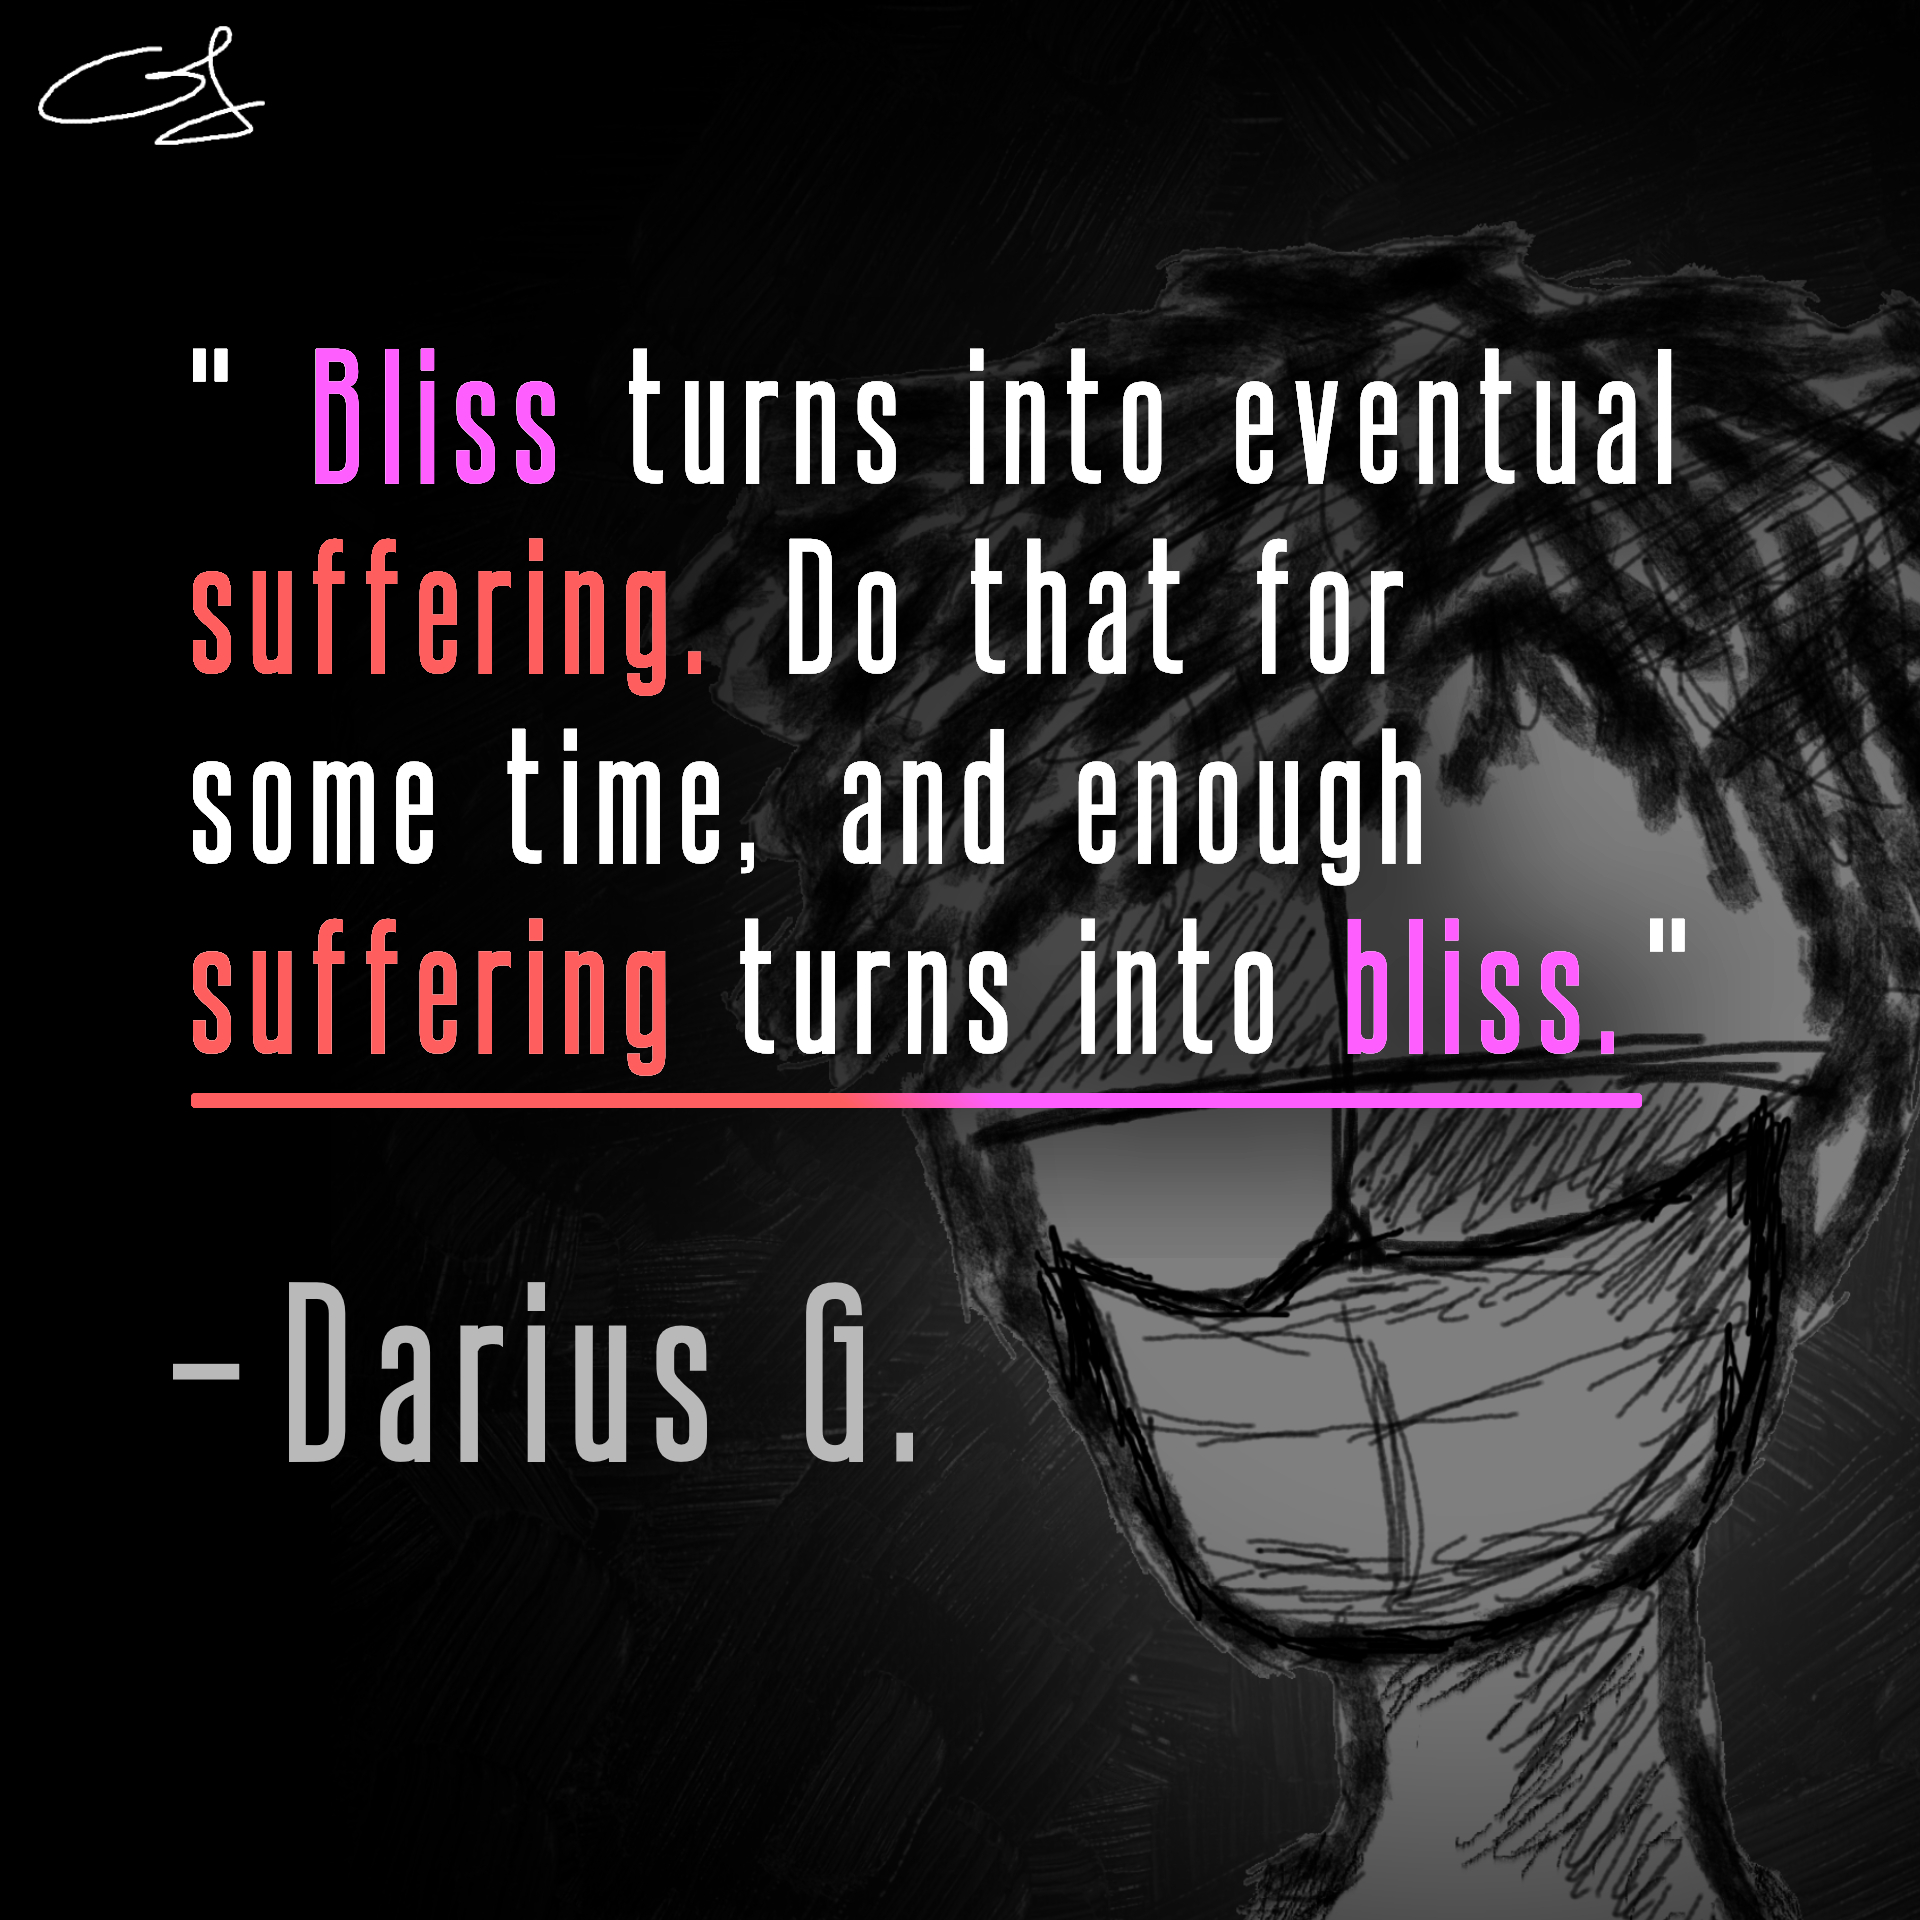 " Bliss turns into eventual
suffering. Do that for
some time, and enough
suffering turns into bliss. "
–Darius G.